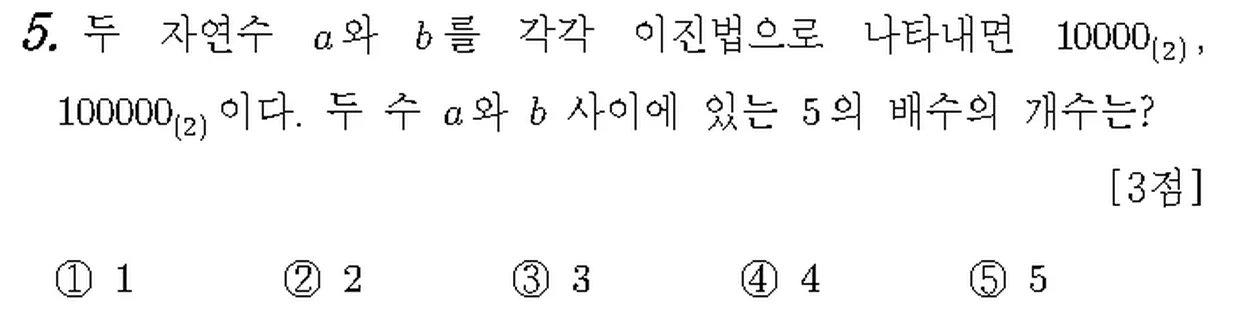 5. 두 자연수 a와 b를 각각 이진법으로 나타내면 10000₍₂₎,
100000₍₂₎이다. 두 수 a와 b 사이에 있는 5의 배수의 개수는?
[3점]
① 1 ② 2 ③ 3 ④ 4 ⑤ 5